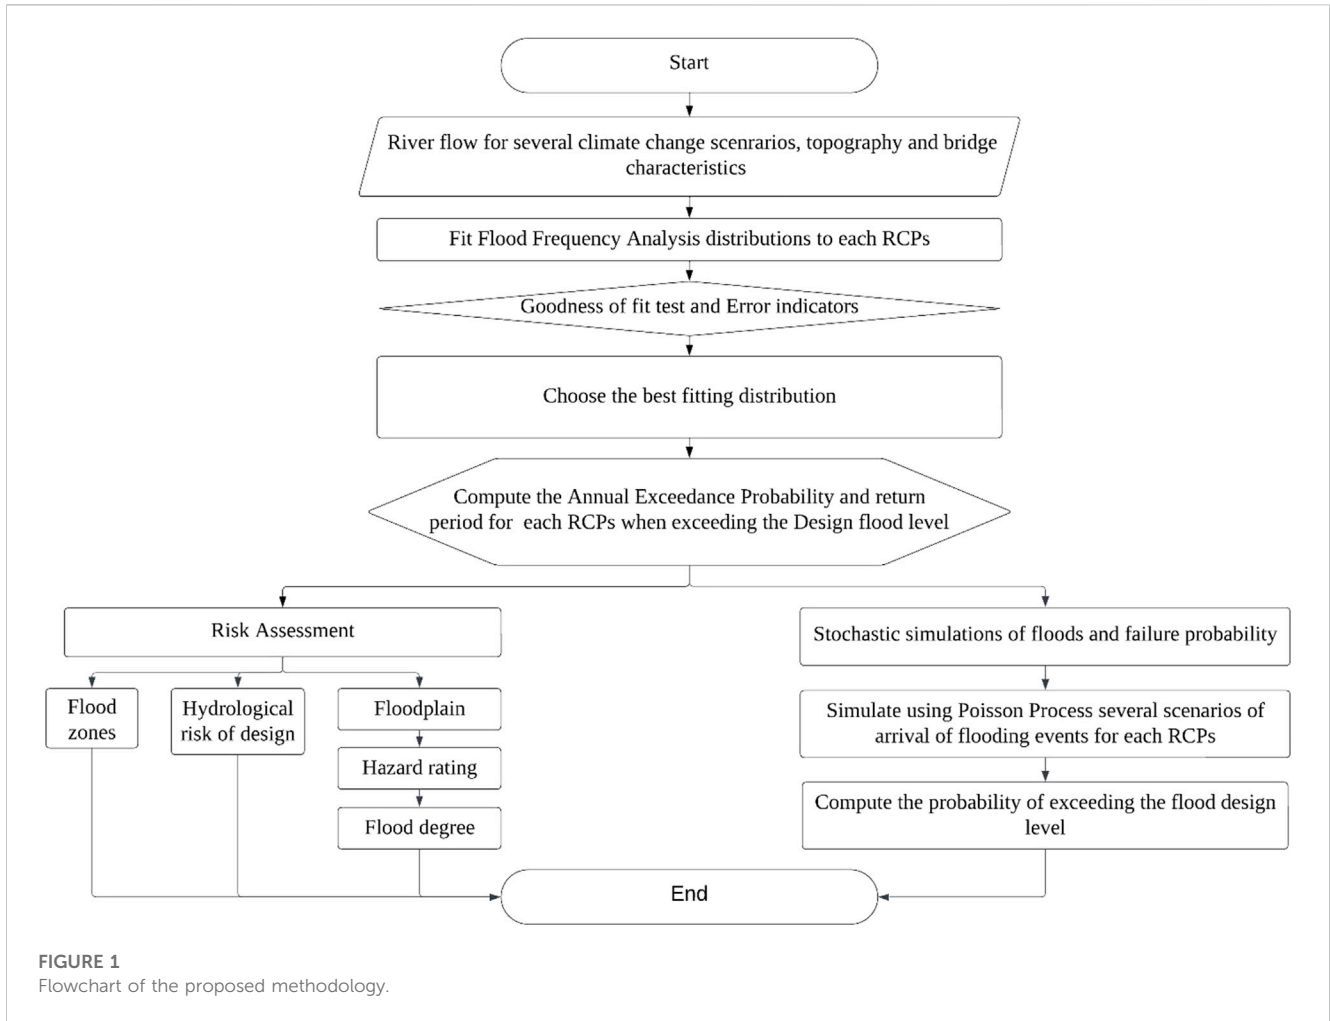 Start
River flow for several climate change scenrarios, topography and bridge
characteristics
Fit Flood Frequency Analysis distributions to each RCPs
Goodness of fit test and Error indicators
Choose the best fitting distribution
Compute the Annual Exceedance Probability and return
period for each RCPs when exceeding the Design flood level
Risk Assessment
Flood
zones
Hydrological
risk of design
Floodplain
Hazard rating
Flood degree
Stochastic simulations of floods and failure probability
Simulate using Poisson Process several scenarios of
arrival of flooding events for each RCPs
Compute the probability of exceeding the flood design
level
End
FIGURE 1
Flowchart of the proposed methodology.